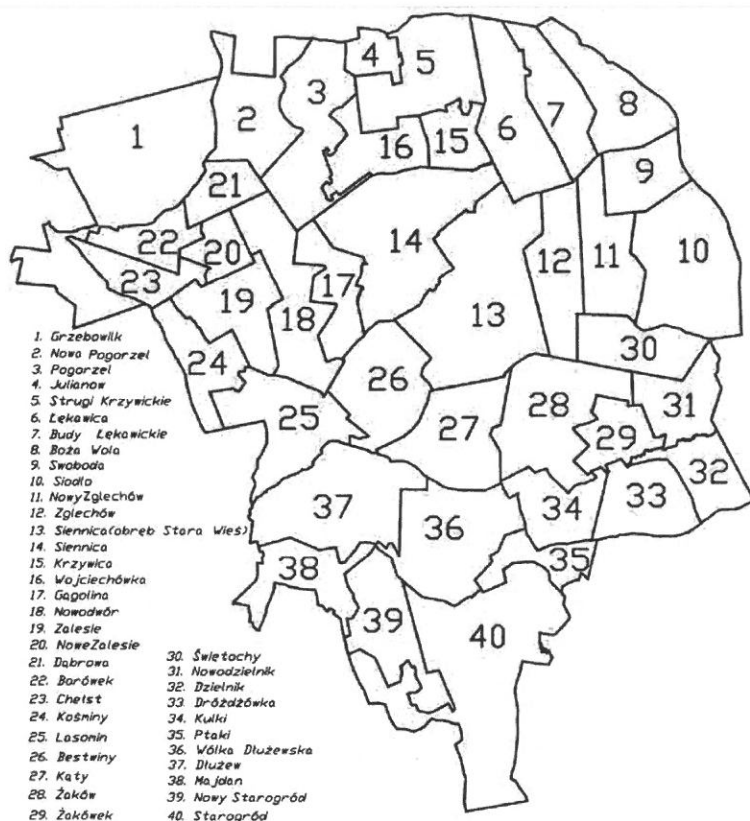 4
5
3
8
1
2
7
6
16
15
9
21
14
10
22
20
12
11
23
17
19
13
18
30
24
26
28
31
25
27
29
32
37
33
34
36
35
38
39
40
1. Grzebowilk
2. Nowa Pogorzel
3. Pogorzel
4. Julianow
5. Strugi Krzywickie
6. Łękawica
7. Budy Łękawickie
8. Boża Wola
9. Swoboda
10. Siodło
11. NowyZglechów
12. Zglechów
13. Siennica(obręb Stara Wieś)
14. Siennica
15. Krzywica
16. Wojciechówka
17. Gągolina
18. Nowodwór
19. Zalesie
20. NoweZalesie
21. Dąbrowa
22. Borówek
23. Chełst
24. Kośminy
25. Lasomin
26. Bestwiny
27. Kąty
28. Żaków
29. Żakówek
30. Świętochy
31. Nowodzielnik
32. Dzielnik
33. Dróżdżówka
34. Kulki
35. Ptaki
36. Wólka Dłużewska
37. Dłużew
38. Majdan
39. Nowy Starogród
40. Starogród